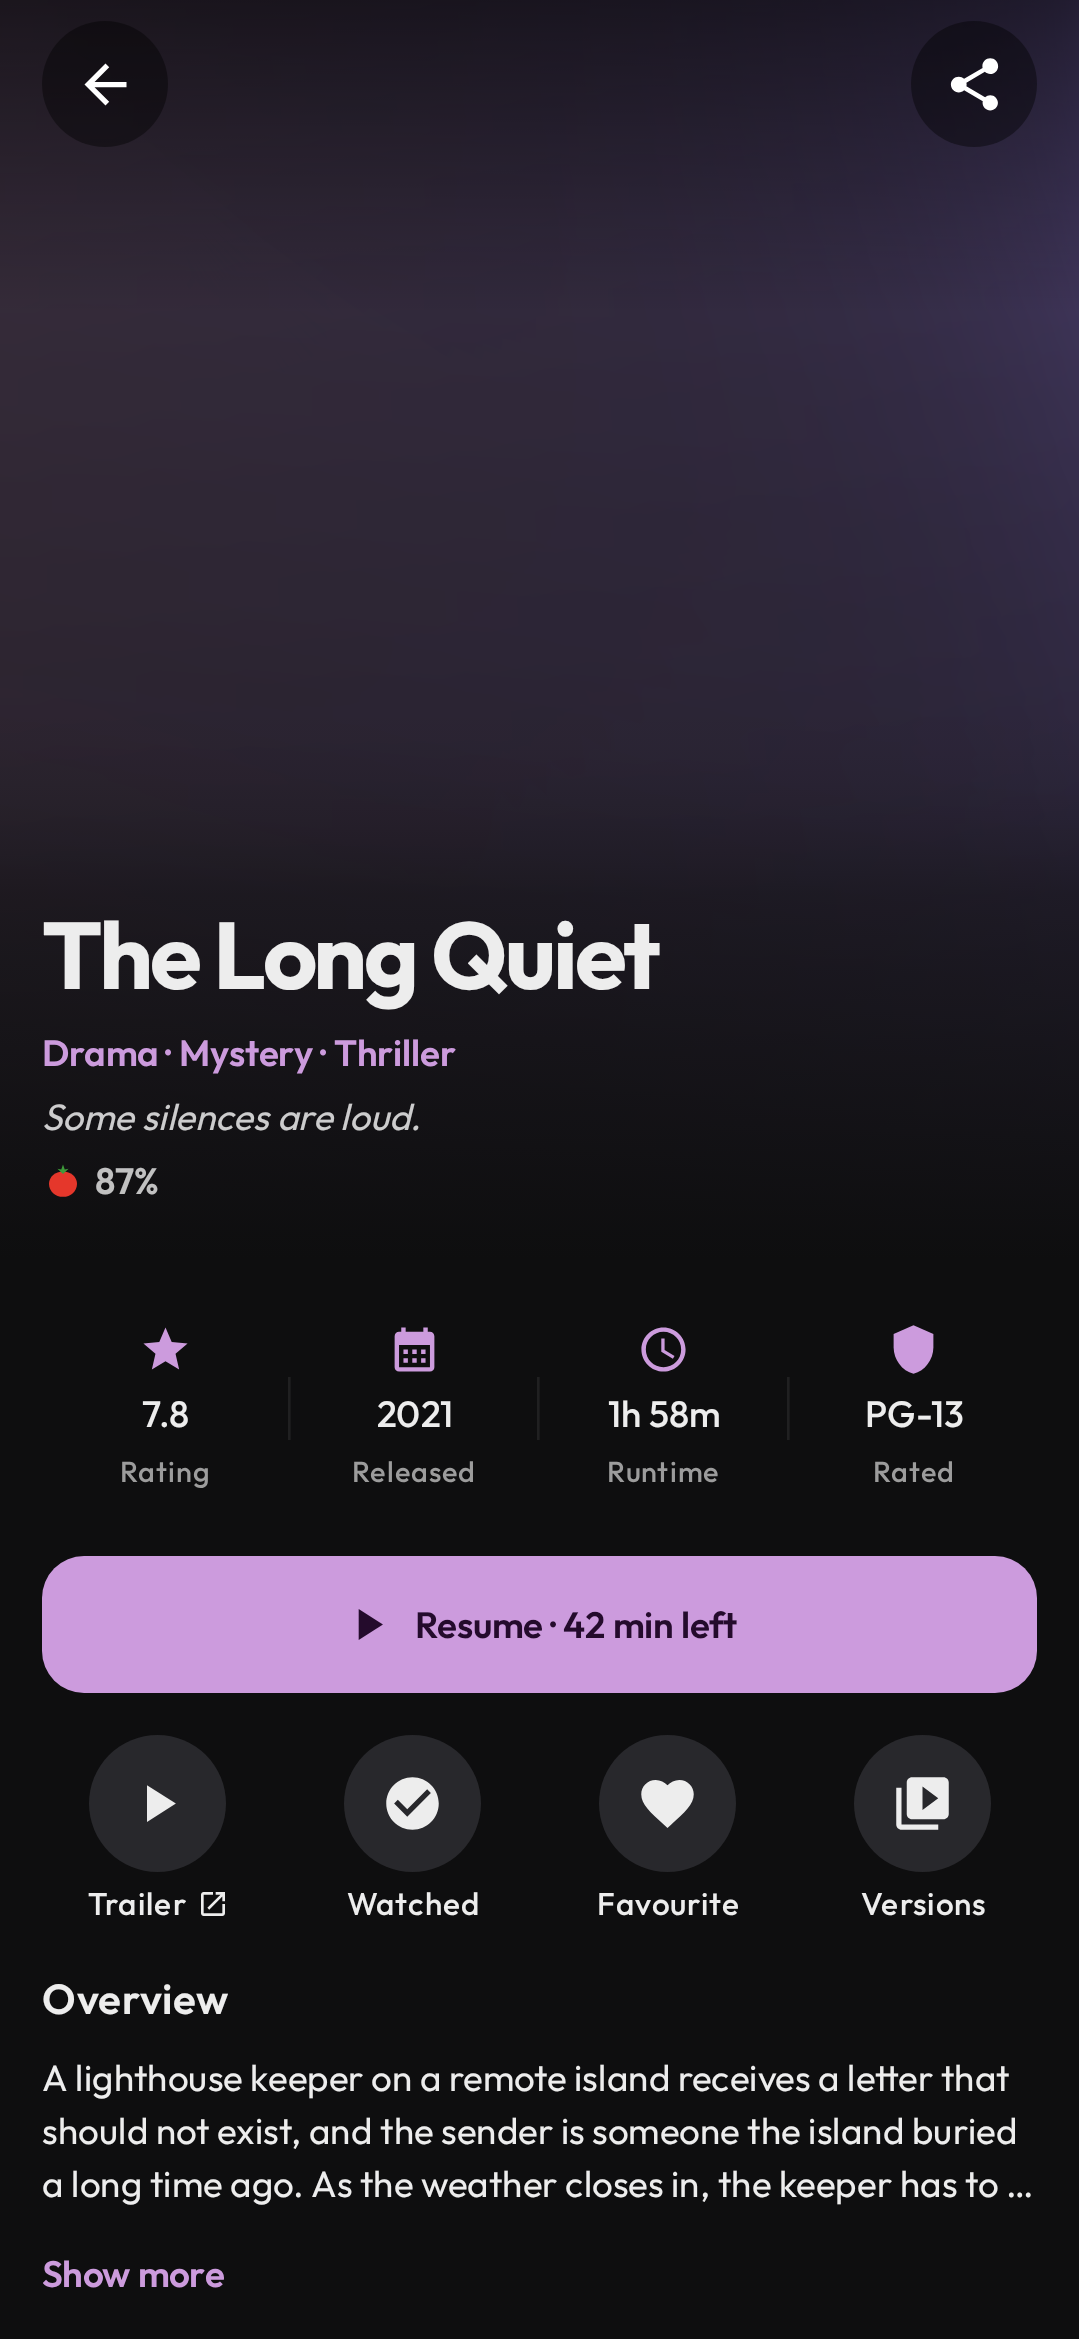 The Long Quiet
Drama · Mystery · Thriller
Some silences are loud.
87%
7.8
2021
1h 58m
PG-13
Rating
Released
Runtime
Rated
Resume · 42 min left
Trailer
Watched
Favourite
Versions
Overview
A lighthouse keeper on a remote island receives a letter that
should not exist, and the sender is someone the island buried
a long time ago. As the weather closes in, the keeper has to ...
Show more